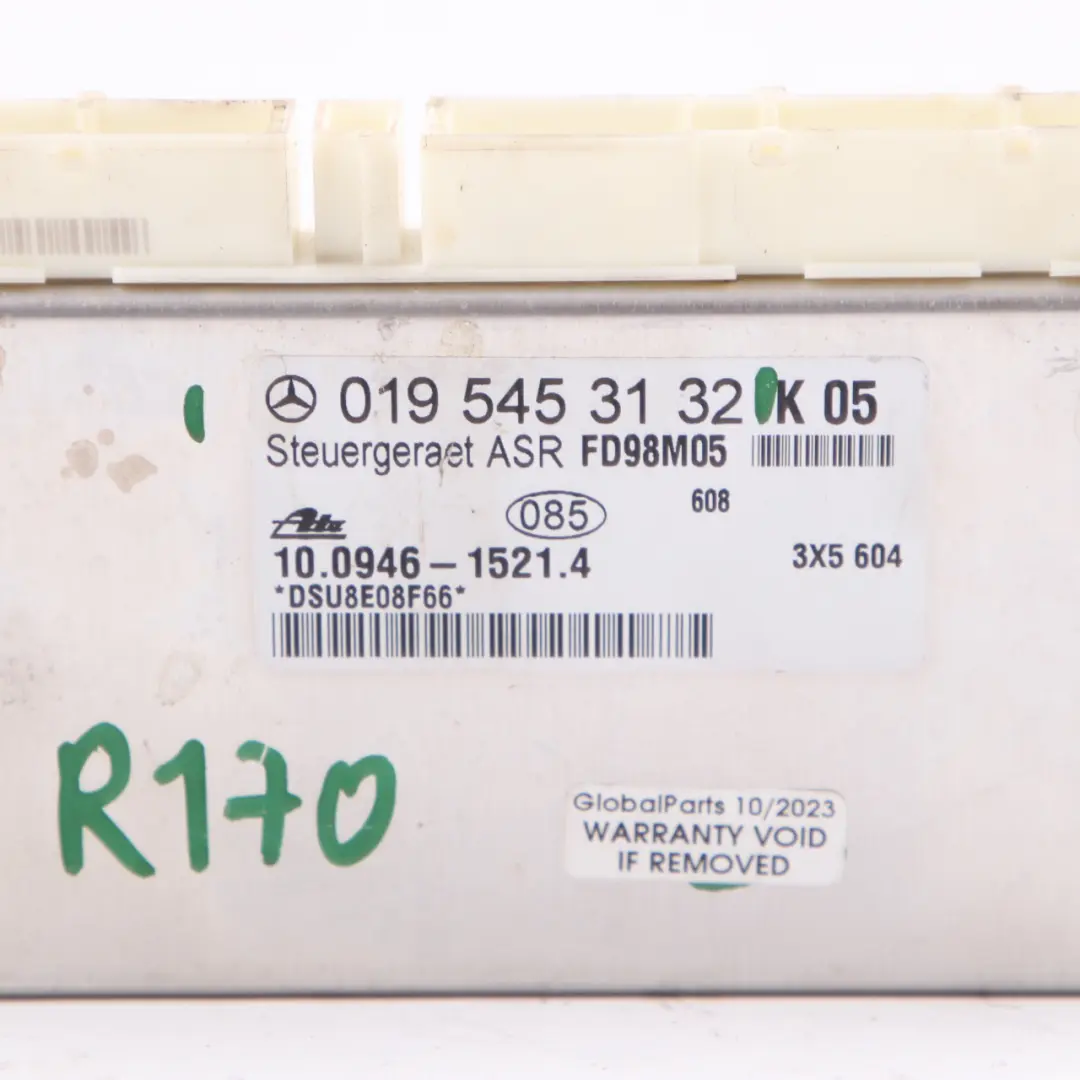 019 545 31 32 K 05
Steuergeraet ASR FD98M05
085 608
Ate
10.0946-1521.4 3X5 604
*DSU8E08F66*
R170
GlobalParts 10/2023
WARRANTY VOID
IF REMOVED